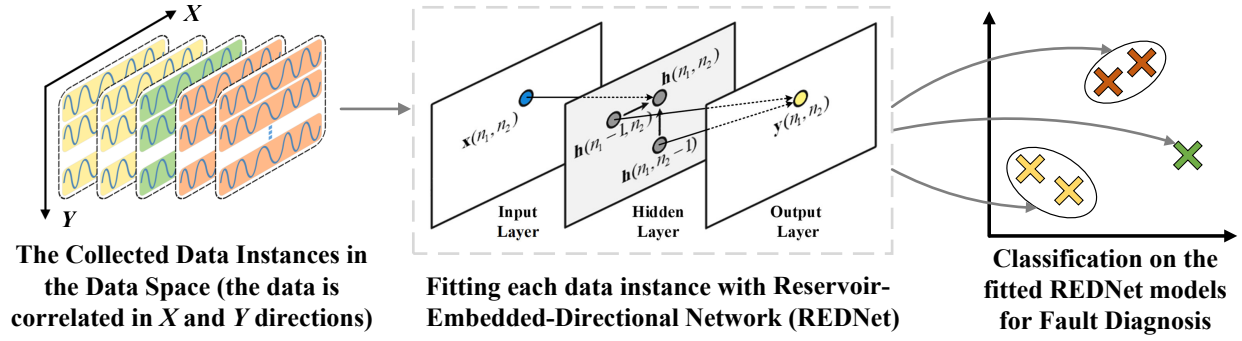 X
Y
The Collected Data Instances in
the Data Space (the data is
correlated in X and Y directions)
x(n₁, n₂)
h(n₁, n₂)
h(n₁−1, n₂)
h(n₁, n₂−1)
y(n₁, n₂)
Input
Layer
Hidden
Layer
Output
Layer
Fitting each data instance with Reservoir-
Embedded-Directional Network (REDNet)
Classification on the
fitted REDNet models
for Fault Diagnosis